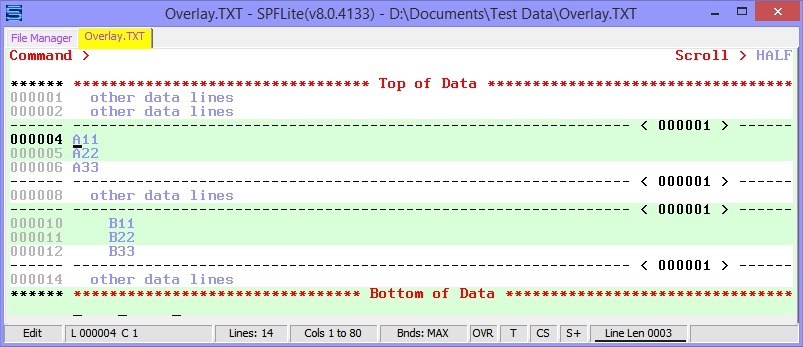 Overlay.TXT - SPFLite(v8.0.4133) - D:\Documents\Test Data\Overlay.TXT
File Manager Overlay.TXT
Command > Scroll > HALF
****** ********************************* Top of Data **********************************
000001 other data lines
000002 other data lines
------ -------------------------------------------------------------- < 000001 > ------
000004 A11
000005 A22
000006 A33
------ -------------------------------------------------------------- < 000001 > ------
000008 other data lines
------ -------------------------------------------------------------- < 000001 > ------
000010 B11
000011 B22
000012 B33
------ -------------------------------------------------------------- < 000001 > ------
000014 other data lines
****** ******************************** Bottom of Data ********************************
Edit L 000004 C 1 Lines: 14 Cols 1 to 80 Bnds: MAX OVR T CS S+ Line Len 0003